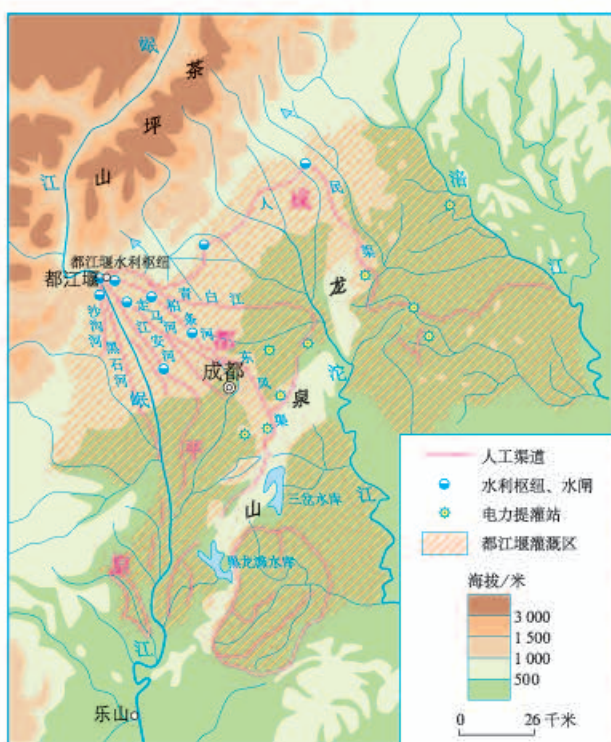 岷
江
茶
坪
山
涪
江
人
民
渠
成
都
平
原
龙
泉
山
沱
江
都江堰水利枢纽
都江堰
青
白
江
柏
条
河
走
马
河
江
安
河
沙
沟
河
黑
石
河
岷
江
东
风
渠
成都
三岔水库
黑龙滩水库
乐山
人工渠道
水利枢纽、水闸
电力提灌站
都江堰灌溉区
海拔/米
3 000
1 500
1 000
500
0
26 千米